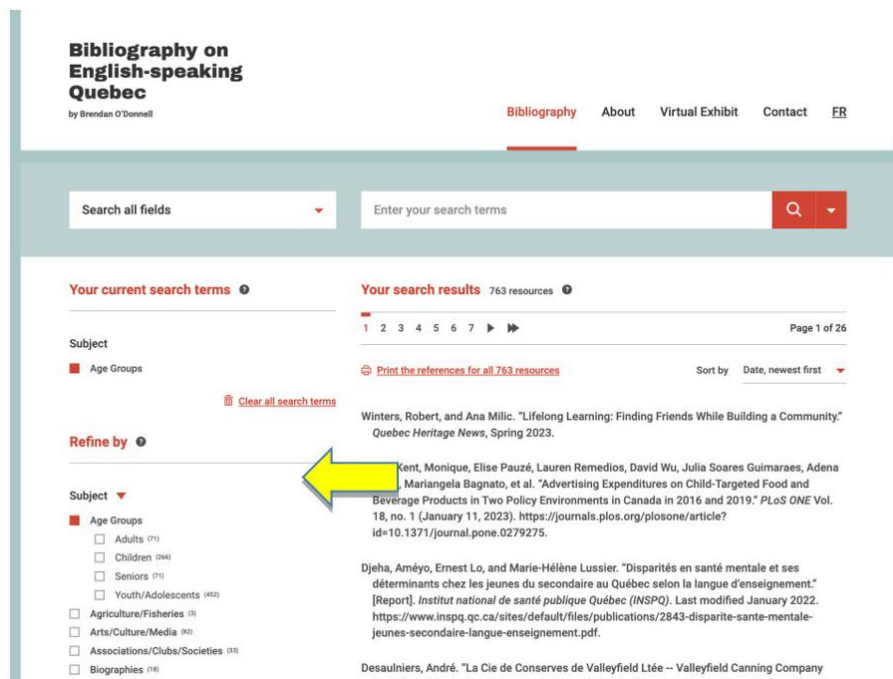 Bibliography on
English-speaking
Quebec
by Brendan O'Donnell
Bibliography About Virtual Exhibit Contact FR
Search all fields
Enter your search terms
Your current search terms ?
Subject
Age Groups
Clear all search terms
Refine by ?
Subject
Age Groups
Adults (71)
Children (266)
Seniors (71)
Youth/Adolescents (452)
Agriculture/Fisheries (3)
Arts/Culture/Media (82)
Associations/Clubs/Societies (33)
Biographies (18)
Your search results 763 resources ?
1 2 3 4 5 6 7
Page 1 of 26
Print the references for all 763 resources
Sort by Date, newest first
Winters, Robert, and Ana Milic. "Lifelong Learning: Finding Friends While Building a Community."
Quebec Heritage News, Spring 2023.
Kent, Monique, Elise Pauzé, Lauren Remedios, David Wu, Julia Soares Guimaraes, Adena
Mariangela Bagnato, et al. "Advertising Expenditures on Child-Targeted Food and
Beverage Products in Two Policy Environments in Canada in 2016 and 2019." PLoS ONE Vol.
18, no. 1 (January 11, 2023). https://journals.plos.org/plosone/article?
id=10.1371/journal.pone.0279275.
Djeha, Améyo, Ernest Lo, and Marie-Hélène Lussier. "Disparités en santé mentale et ses
déterminants chez les jeunes du secondaire au Québec selon la langue d'enseignement."
[Report]. Institut national de santé publique Québec (INSPQ). Last modified January 2022.
https://www.inspq.qc.ca/sites/default/files/publications/2843-disparite-sante-mentale-
jeunes-secondaire-langue-enseignement.pdf.
Desaulniers, André. "La Cie de Conserves de Valleyfield Ltée -- Valleyfield Canning Company